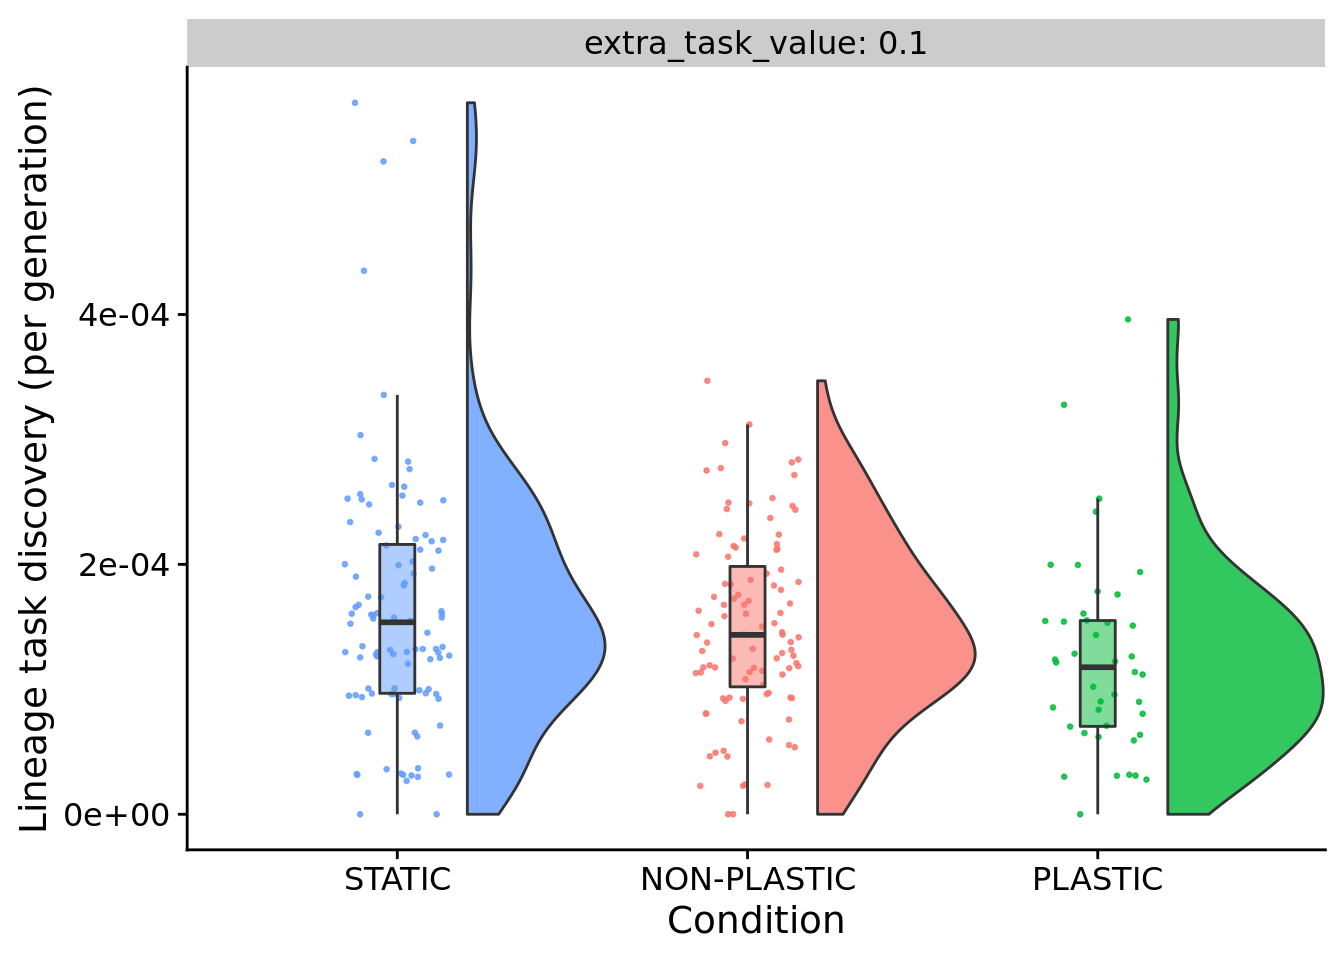 extra_task_value: 0.1
Lineage task discovery (per generation)
4e-04
2e-04
0e+00
STATIC
NON-PLASTIC
PLASTIC
Condition